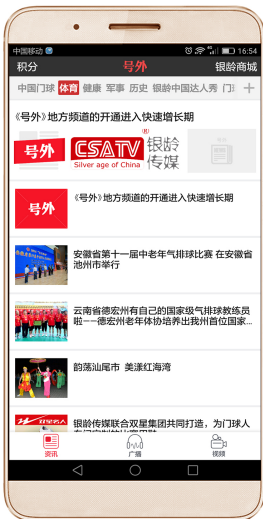 中国移动 16:54
积分 号外 银龄商城
中国门球 体育 健康 军事 历史 银龄中国达人秀 门 +
《号外》地方频道的开通进入快速增长期
号外 CSATV (R) 银龄
Silver age of China 传媒
号外 《号外》地方频道的开通进入快速增长期
安徽省第十一届中老年气排球比赛 在安徽省
池州市举行
云南省德宏州有自己的国家级气排球教练员
啦——德宏州老年体协培养出我州首位国家...
韵荡汕尾市 美漾红海湾
双星名人 银龄传媒联合双星集团共同打造，为门球人
资讯 广播 视频